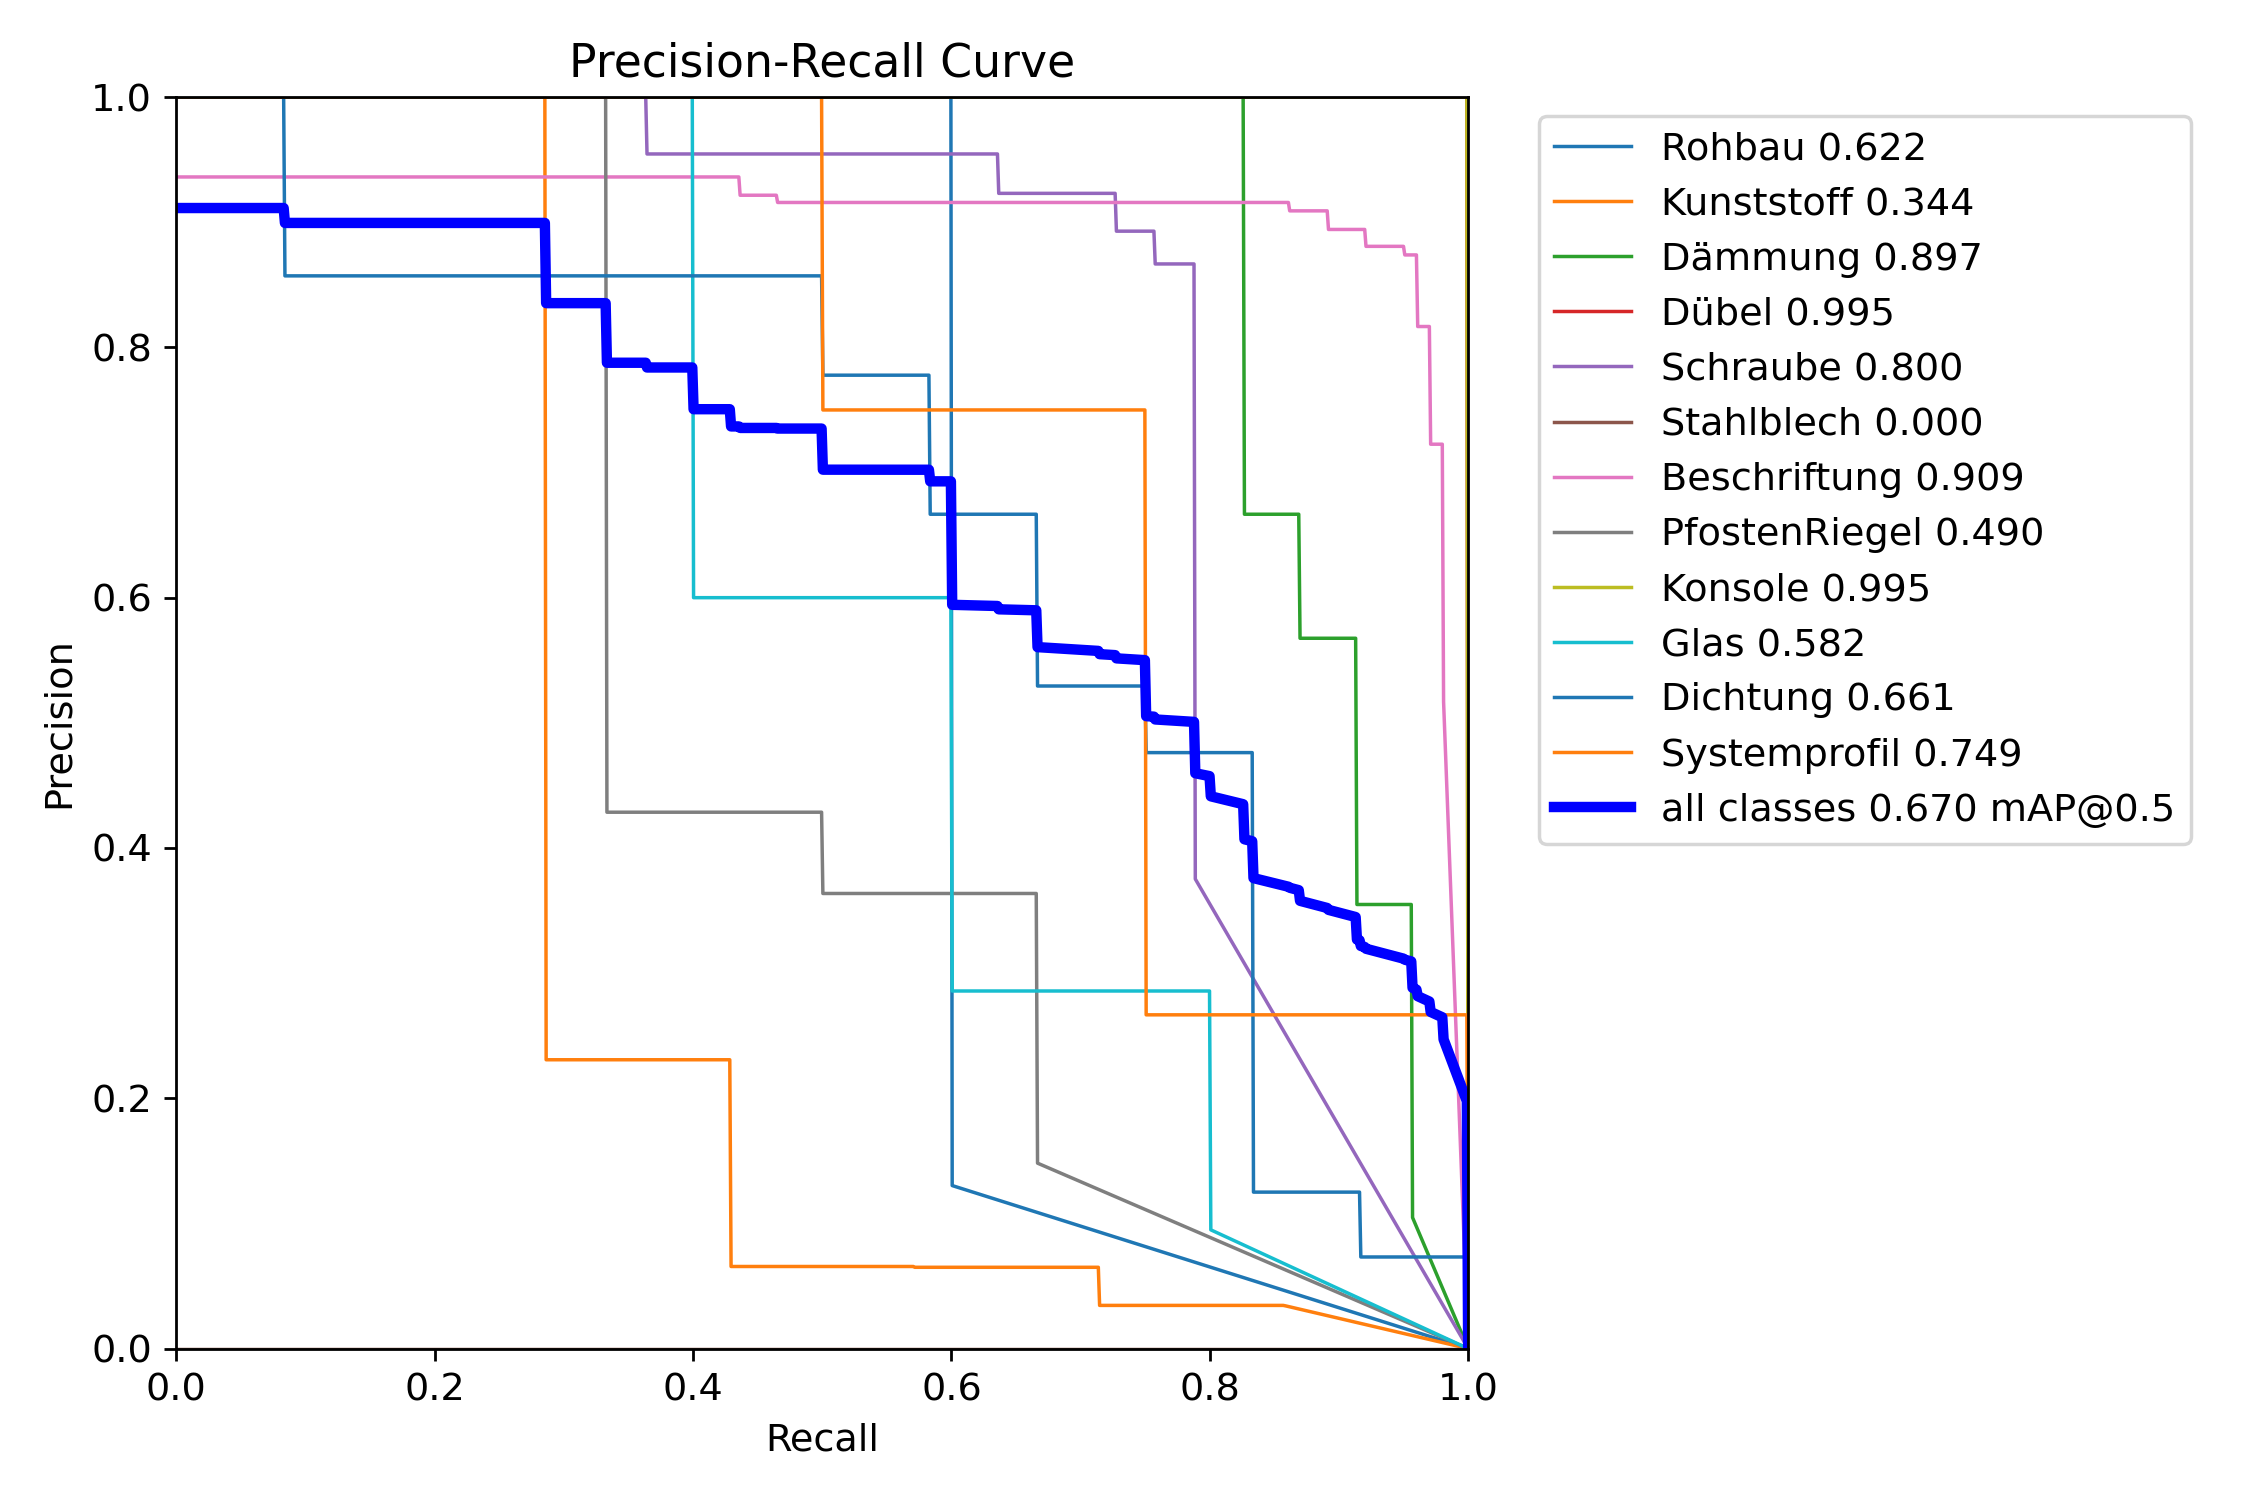 Precision-Recall Curve
1.0
0.8
0.6
0.4
0.2
0.0
Precision
0.0 0.2 0.4 0.6 0.8 1.0
Recall
Rohbau 0.622
Kunststoff 0.344
Dämmung 0.897
Dübel 0.995
Schraube 0.800
Stahlblech 0.000
Beschriftung 0.909
PfostenRiegel 0.490
Konsole 0.995
Glas 0.582
Dichtung 0.661
Systemprofil 0.749
all classes 0.670 mAP@0.5